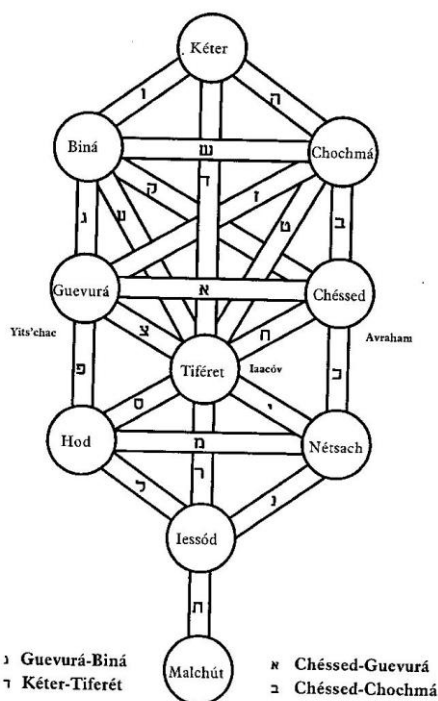 Kéter
ו ה
Biná ש Chochmá
ד
ק ז
ג ע ט ב
Guevurá א Chéssed
Yits'chac צ ח Avraham
פ Tiféret Iaacóv כ
ס י
Hod מ Nétsach
ר
ל נ
Iessód
ת
Malchút
ג Guevurá-Biná
ד Kéter-Tiferét
א Chéssed-Guevurá
ב Chéssed-Chochmá